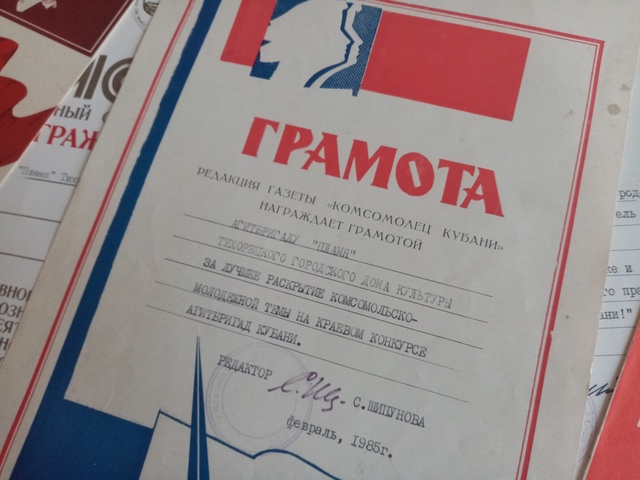 ГРАМОТА
РЕДАКЦИЯ ГАЗЕТЫ «КОМСОМОЛЕЦ КУБАНИ»
НАГРАЖДАЕТ ГРАМОТОЙ
АГИТБРИГАДУ "ПЛАМЯ"
ТИХОРЕЦКОГО ГОРОДСКОГО ДОМА КУЛЬТУРЫ
ЗА ЛУЧШЕЕ РАСКРЫТИЕ КОМСОМОЛЬСКО-
МОЛОДЕЖНОЙ ТЕМЫ НА КРАЕВОМ КОНКУРСЕ
АГИТБРИГАД КУБАНИ.
РЕДАКТОР С. ШИПУНОВА
февраль, 1985г.
"Пламя"